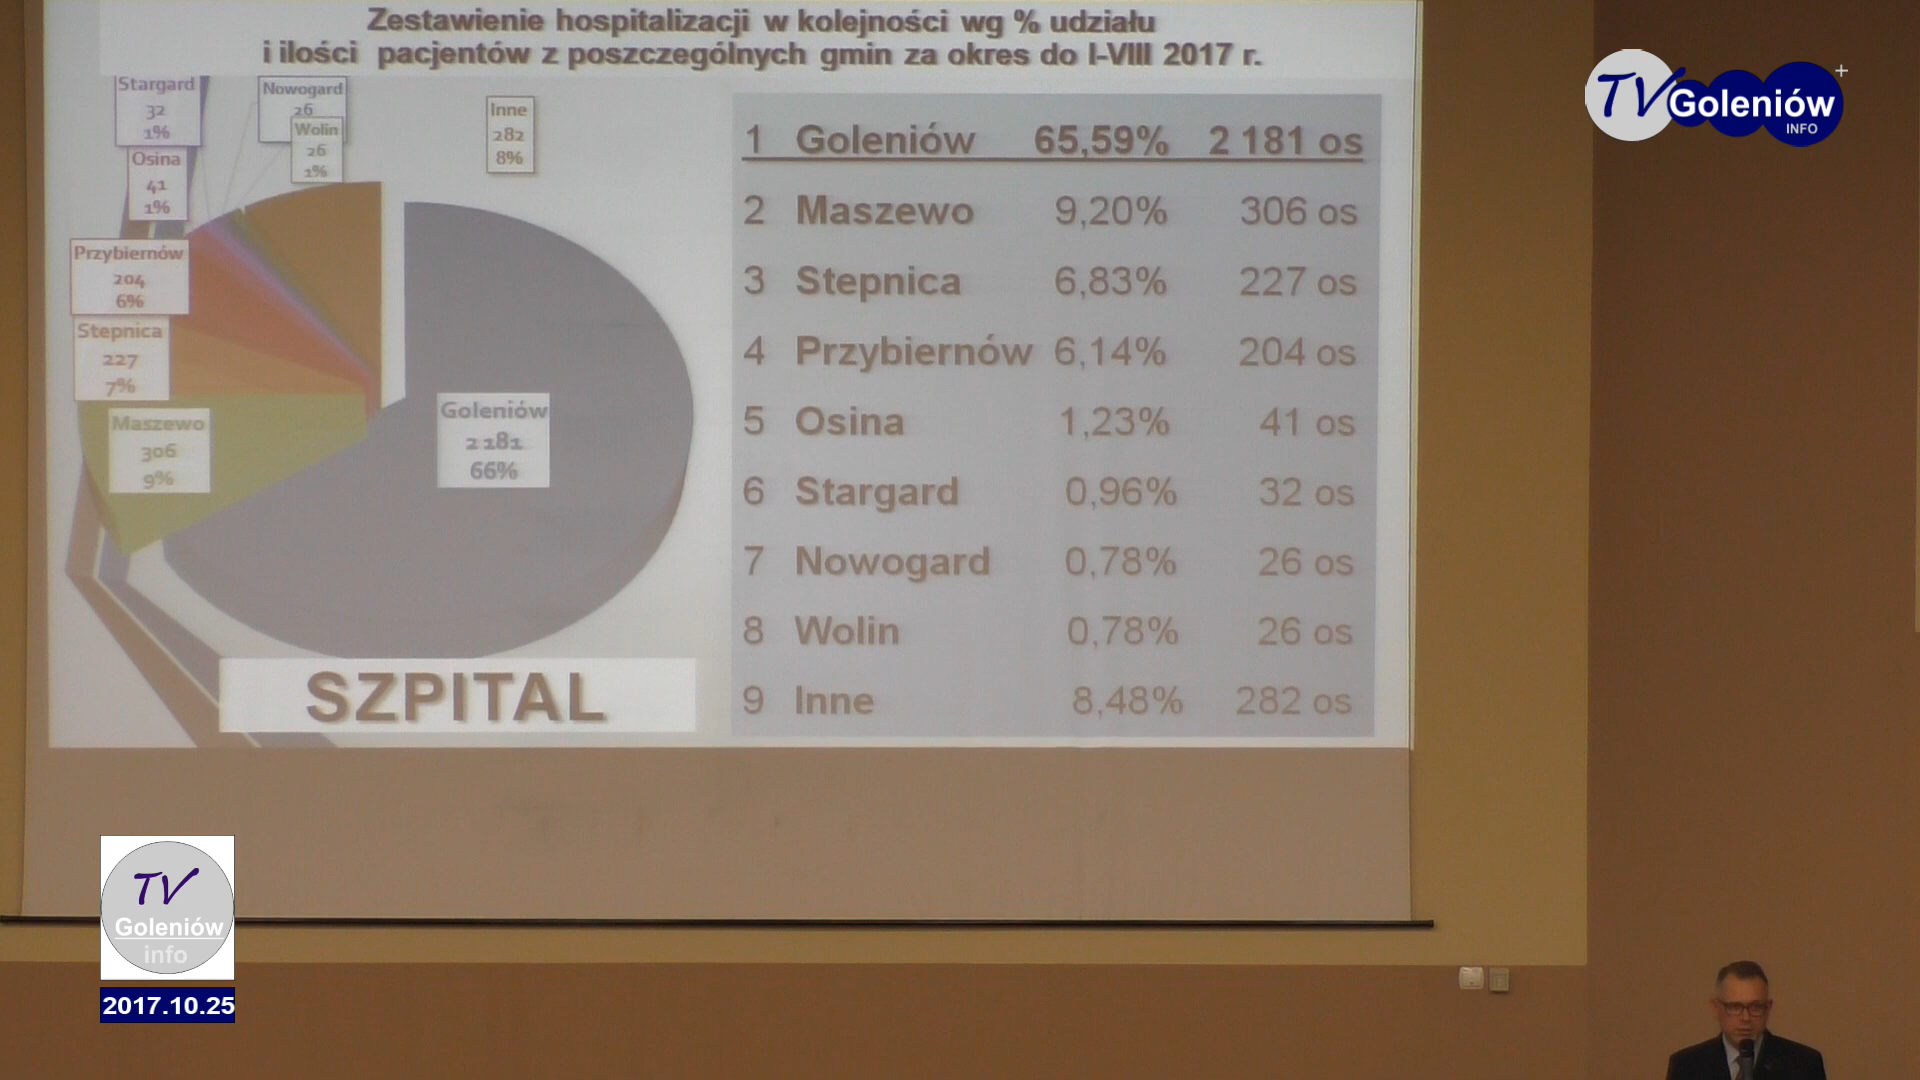 Zestawienie hospitalizacji w kolejności wg % udziału
i ilości pacjentów z poszczególnych gmin za okres do I-VIII 2017 r.
Stargard
32
1%
Nowogard
26
Wolin
26
1%
Inne
282
8%
Osina
41
1%
Przybiernów
204
6%
Stepnica
227
7%
Maszewo
306
9%
Goleniów
2 181
66%
SZPITAL
1 Goleniów 65,59% 2 181 os
2 Maszewo 9,20% 306 os
3 Stepnica 6,83% 227 os
4 Przybiernów 6,14% 204 os
5 Osina 1,23% 41 os
6 Stargard 0,96% 32 os
7 Nowogard 0,78% 26 os
8 Wolin 0,78% 26 os
9 Inne 8,48% 282 os
TV Goleniów +
INFO
TV
Goleniów
info
2017.10.25